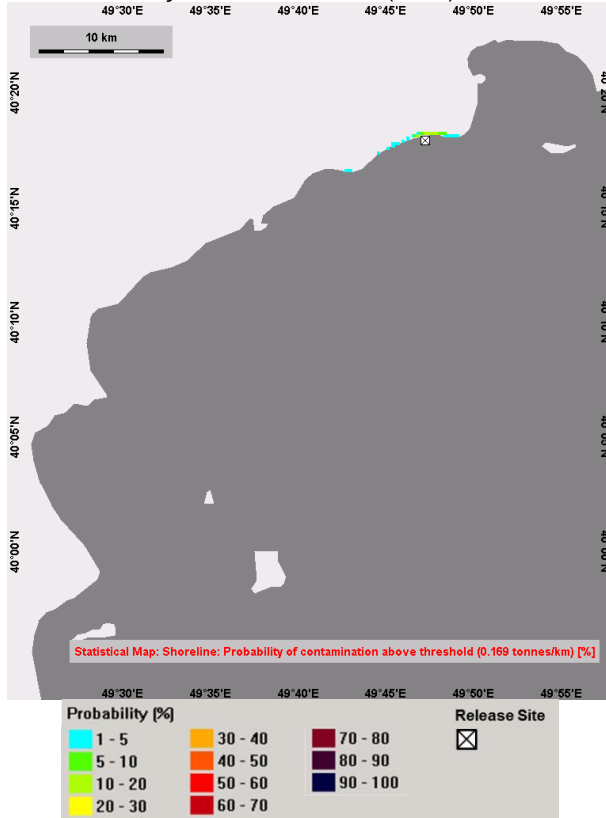 49°30'E 49°35'E 49°40'E 49°45'E 49°50'E 49°55'E
10 km
40°20'N
40°15'N
40°10'N
40°05'N
40°00'N
Statistical Map: Shoreline: Probability of contamination above threshold (0.169 tonnes/km) [%]
49°30'E 49°35'E 49°40'E 49°45'E 49°50'E 49°55'E
Probability (%)
1 - 5
5 - 10
10 - 20
20 - 30
30 - 40
40 - 50
50 - 60
60 - 70
70 - 80
80 - 90
90 - 100
Release Site